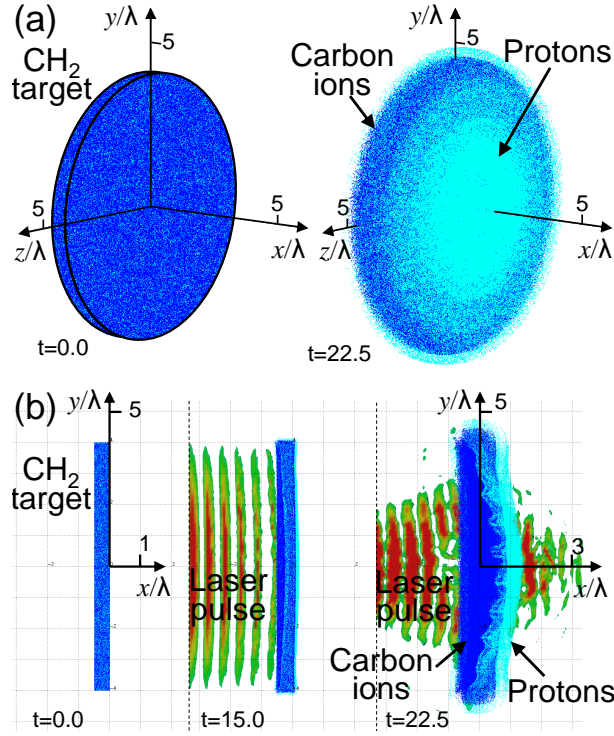 (a)
y/λ
5
CH2
target
5
z/λ
5
x/λ
t=0.0
y/λ
5
Carbon
ions
Protons
5
z/λ
5
x/λ
t=22.5
(b)
y/λ
5
CH2
target
1
x/λ
t=0.0
Laser
pulse
t=15.0
y/λ
5
3
x/λ
Laser
pulse
Carbon
ions
Protons
t=22.5